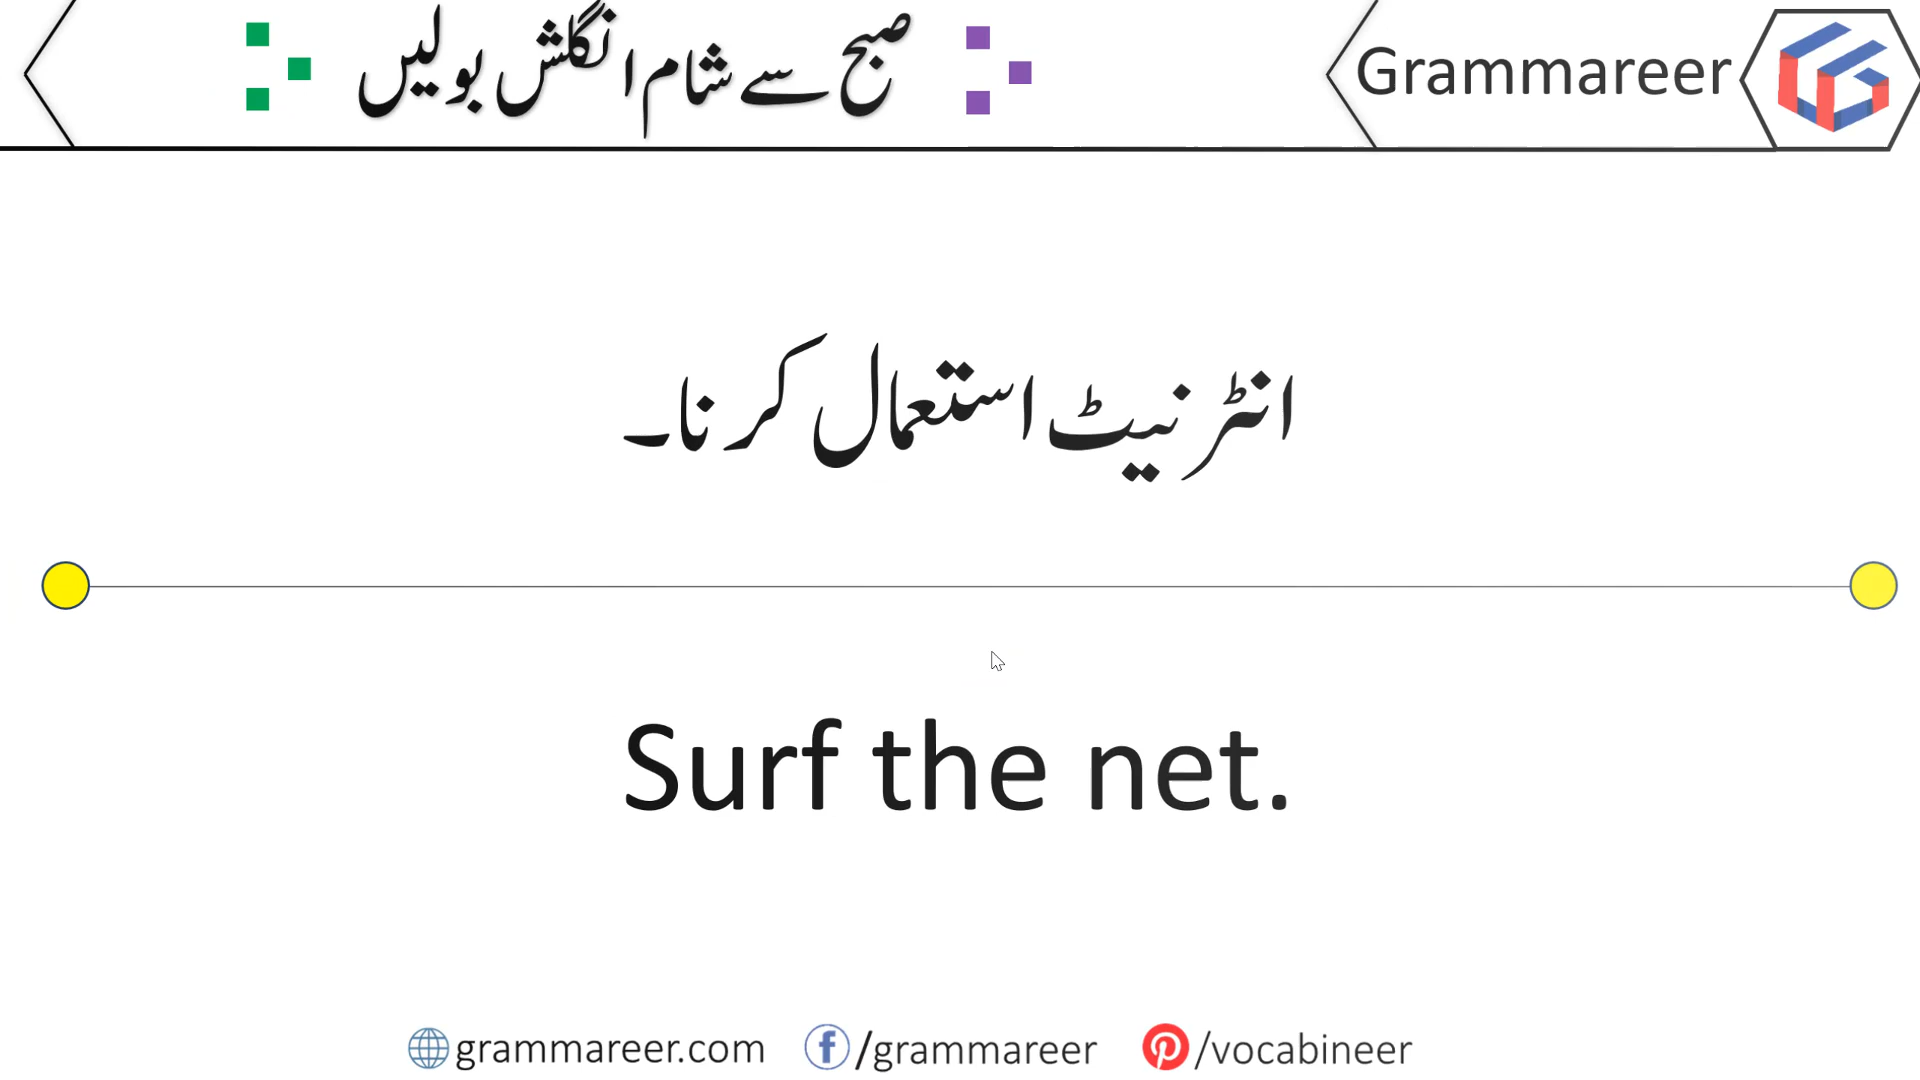 صبح سے شام انگلش بولیں
Grammareer
انٹرنیٹ استعمال کرنا۔
Surf the net.
grammareer.com /grammareer /vocabineer